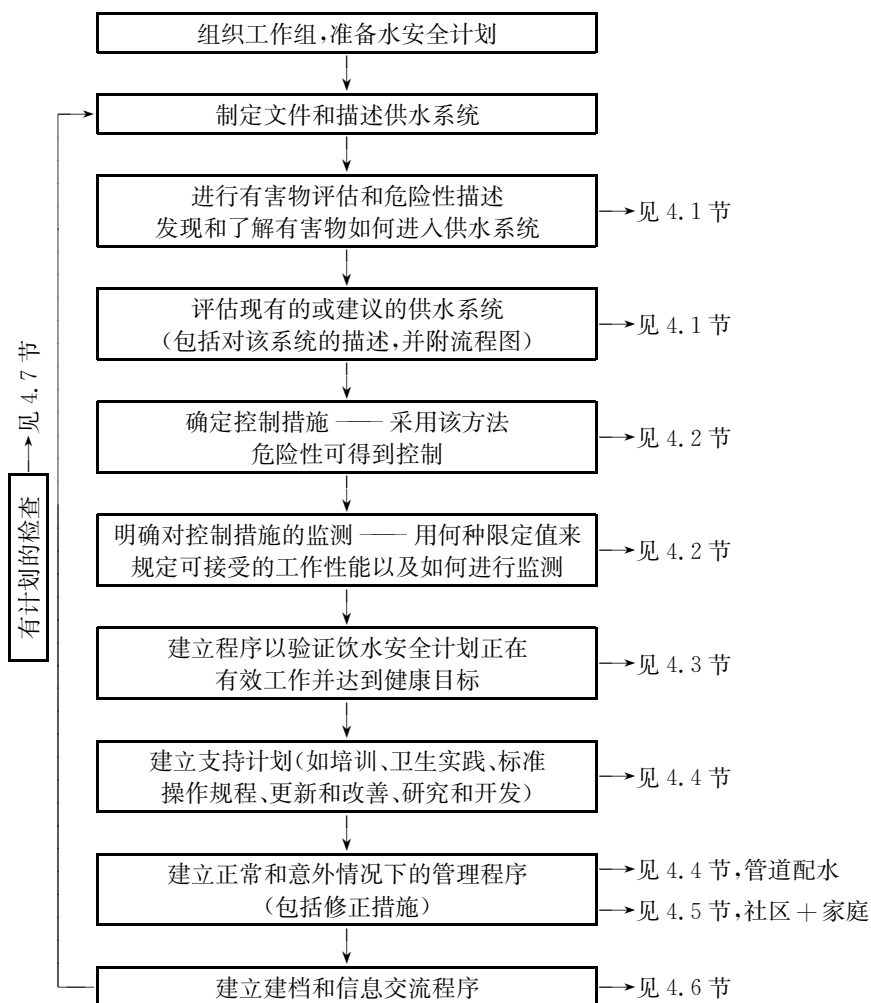 组织工作组,准备水安全计划
制定文件和描述供水系统
进行有害物评估和危险性描述
发现和了解有害物如何进入供水系统
见 4.1 节
评估现有的或建议的供水系统
(包括对该系统的描述,并附流程图)
见 4.1 节
确定控制措施 —— 采用该方法
危险性可得到控制
见 4.2 节
明确对控制措施的监测 —— 用何种限定值来
规定可接受的工作性能以及如何进行监测
见 4.2 节
建立程序以验证饮水安全计划正在
有效工作并达到健康目标
见 4.3 节
建立支持计划(如培训、卫生实践、标准
操作规程、更新和改善、研究和开发)
见 4.4 节
建立正常和意外情况下的管理程序
(包括修正措施)
见 4.4 节,管道配水
见 4.5 节,社区 + 家庭
建立建档和信息交流程序
见 4.6 节
有计划的检查
见 4.7 节